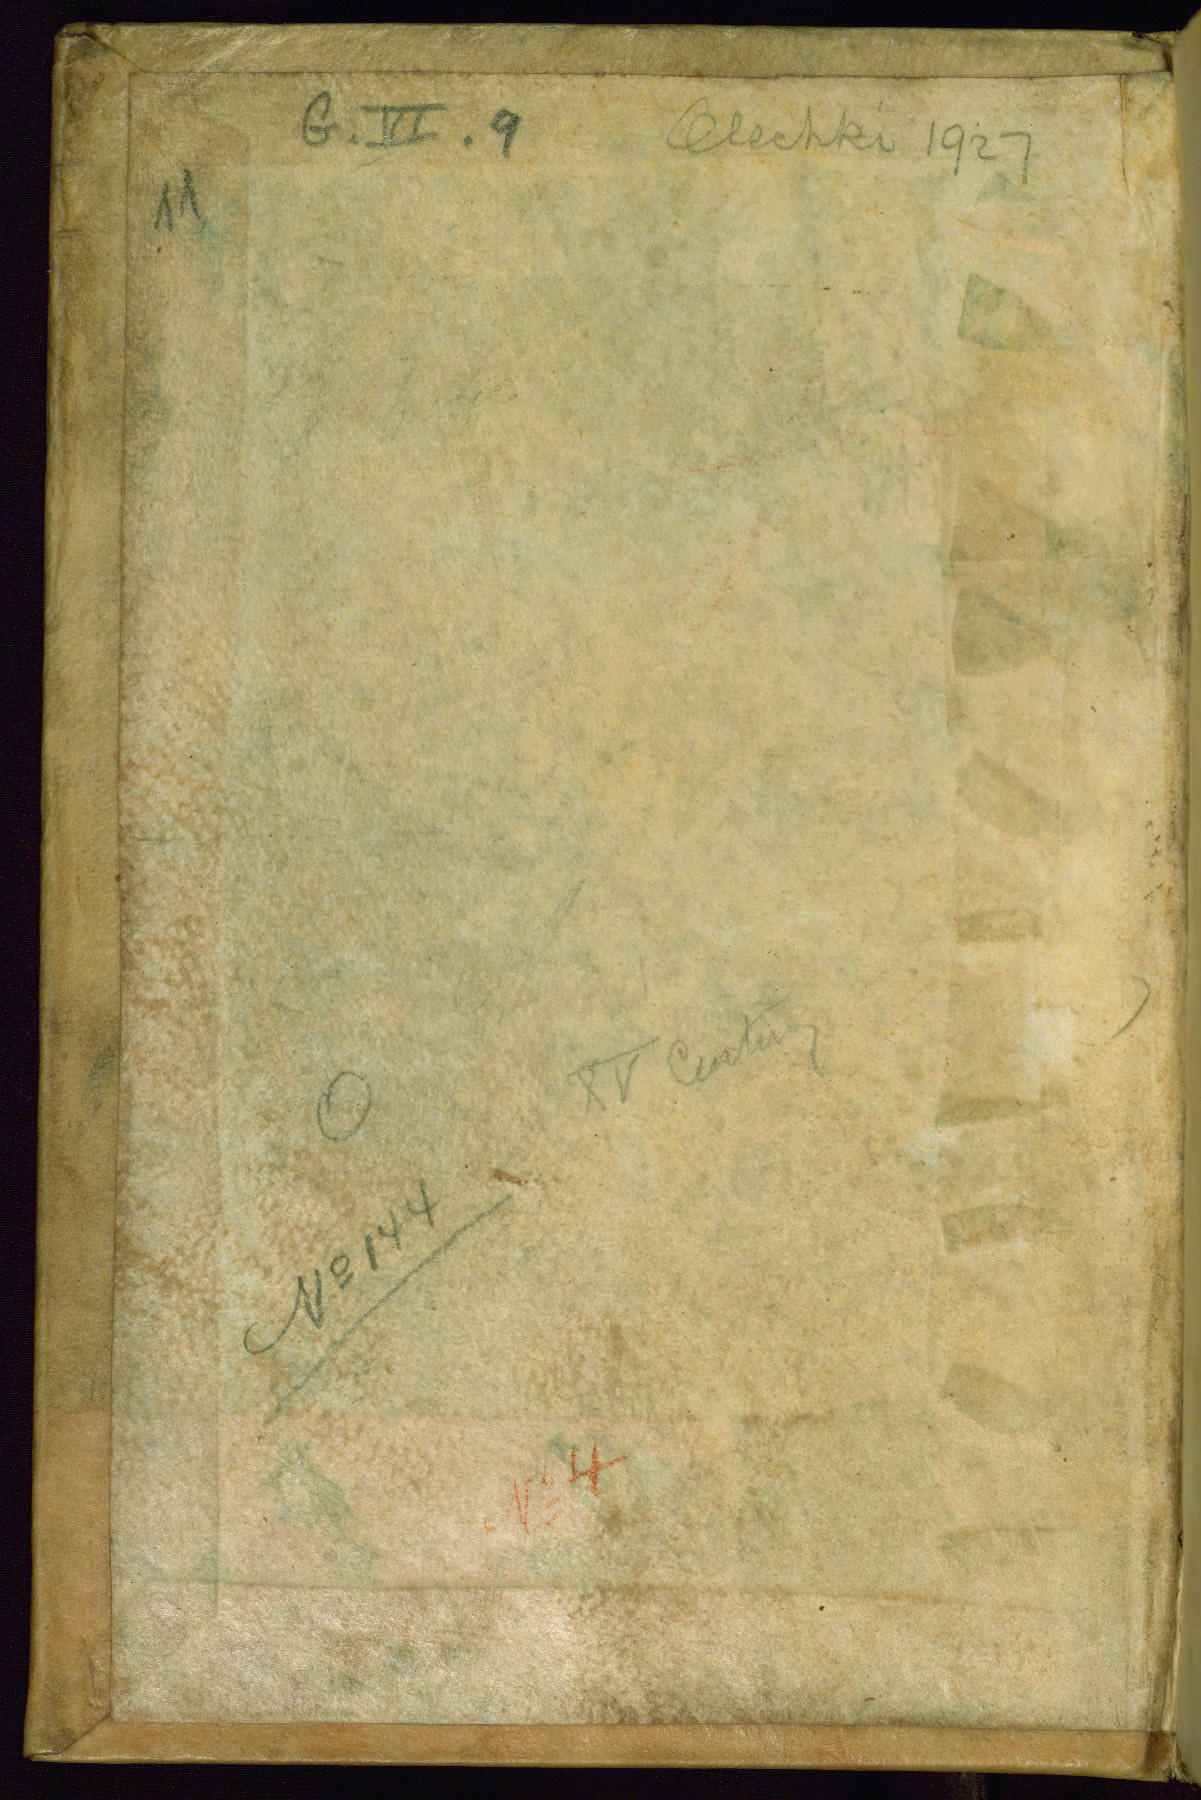 G. VI. 9 Olschki 1927
11
XV Century
O
Nº 144
Nº 4